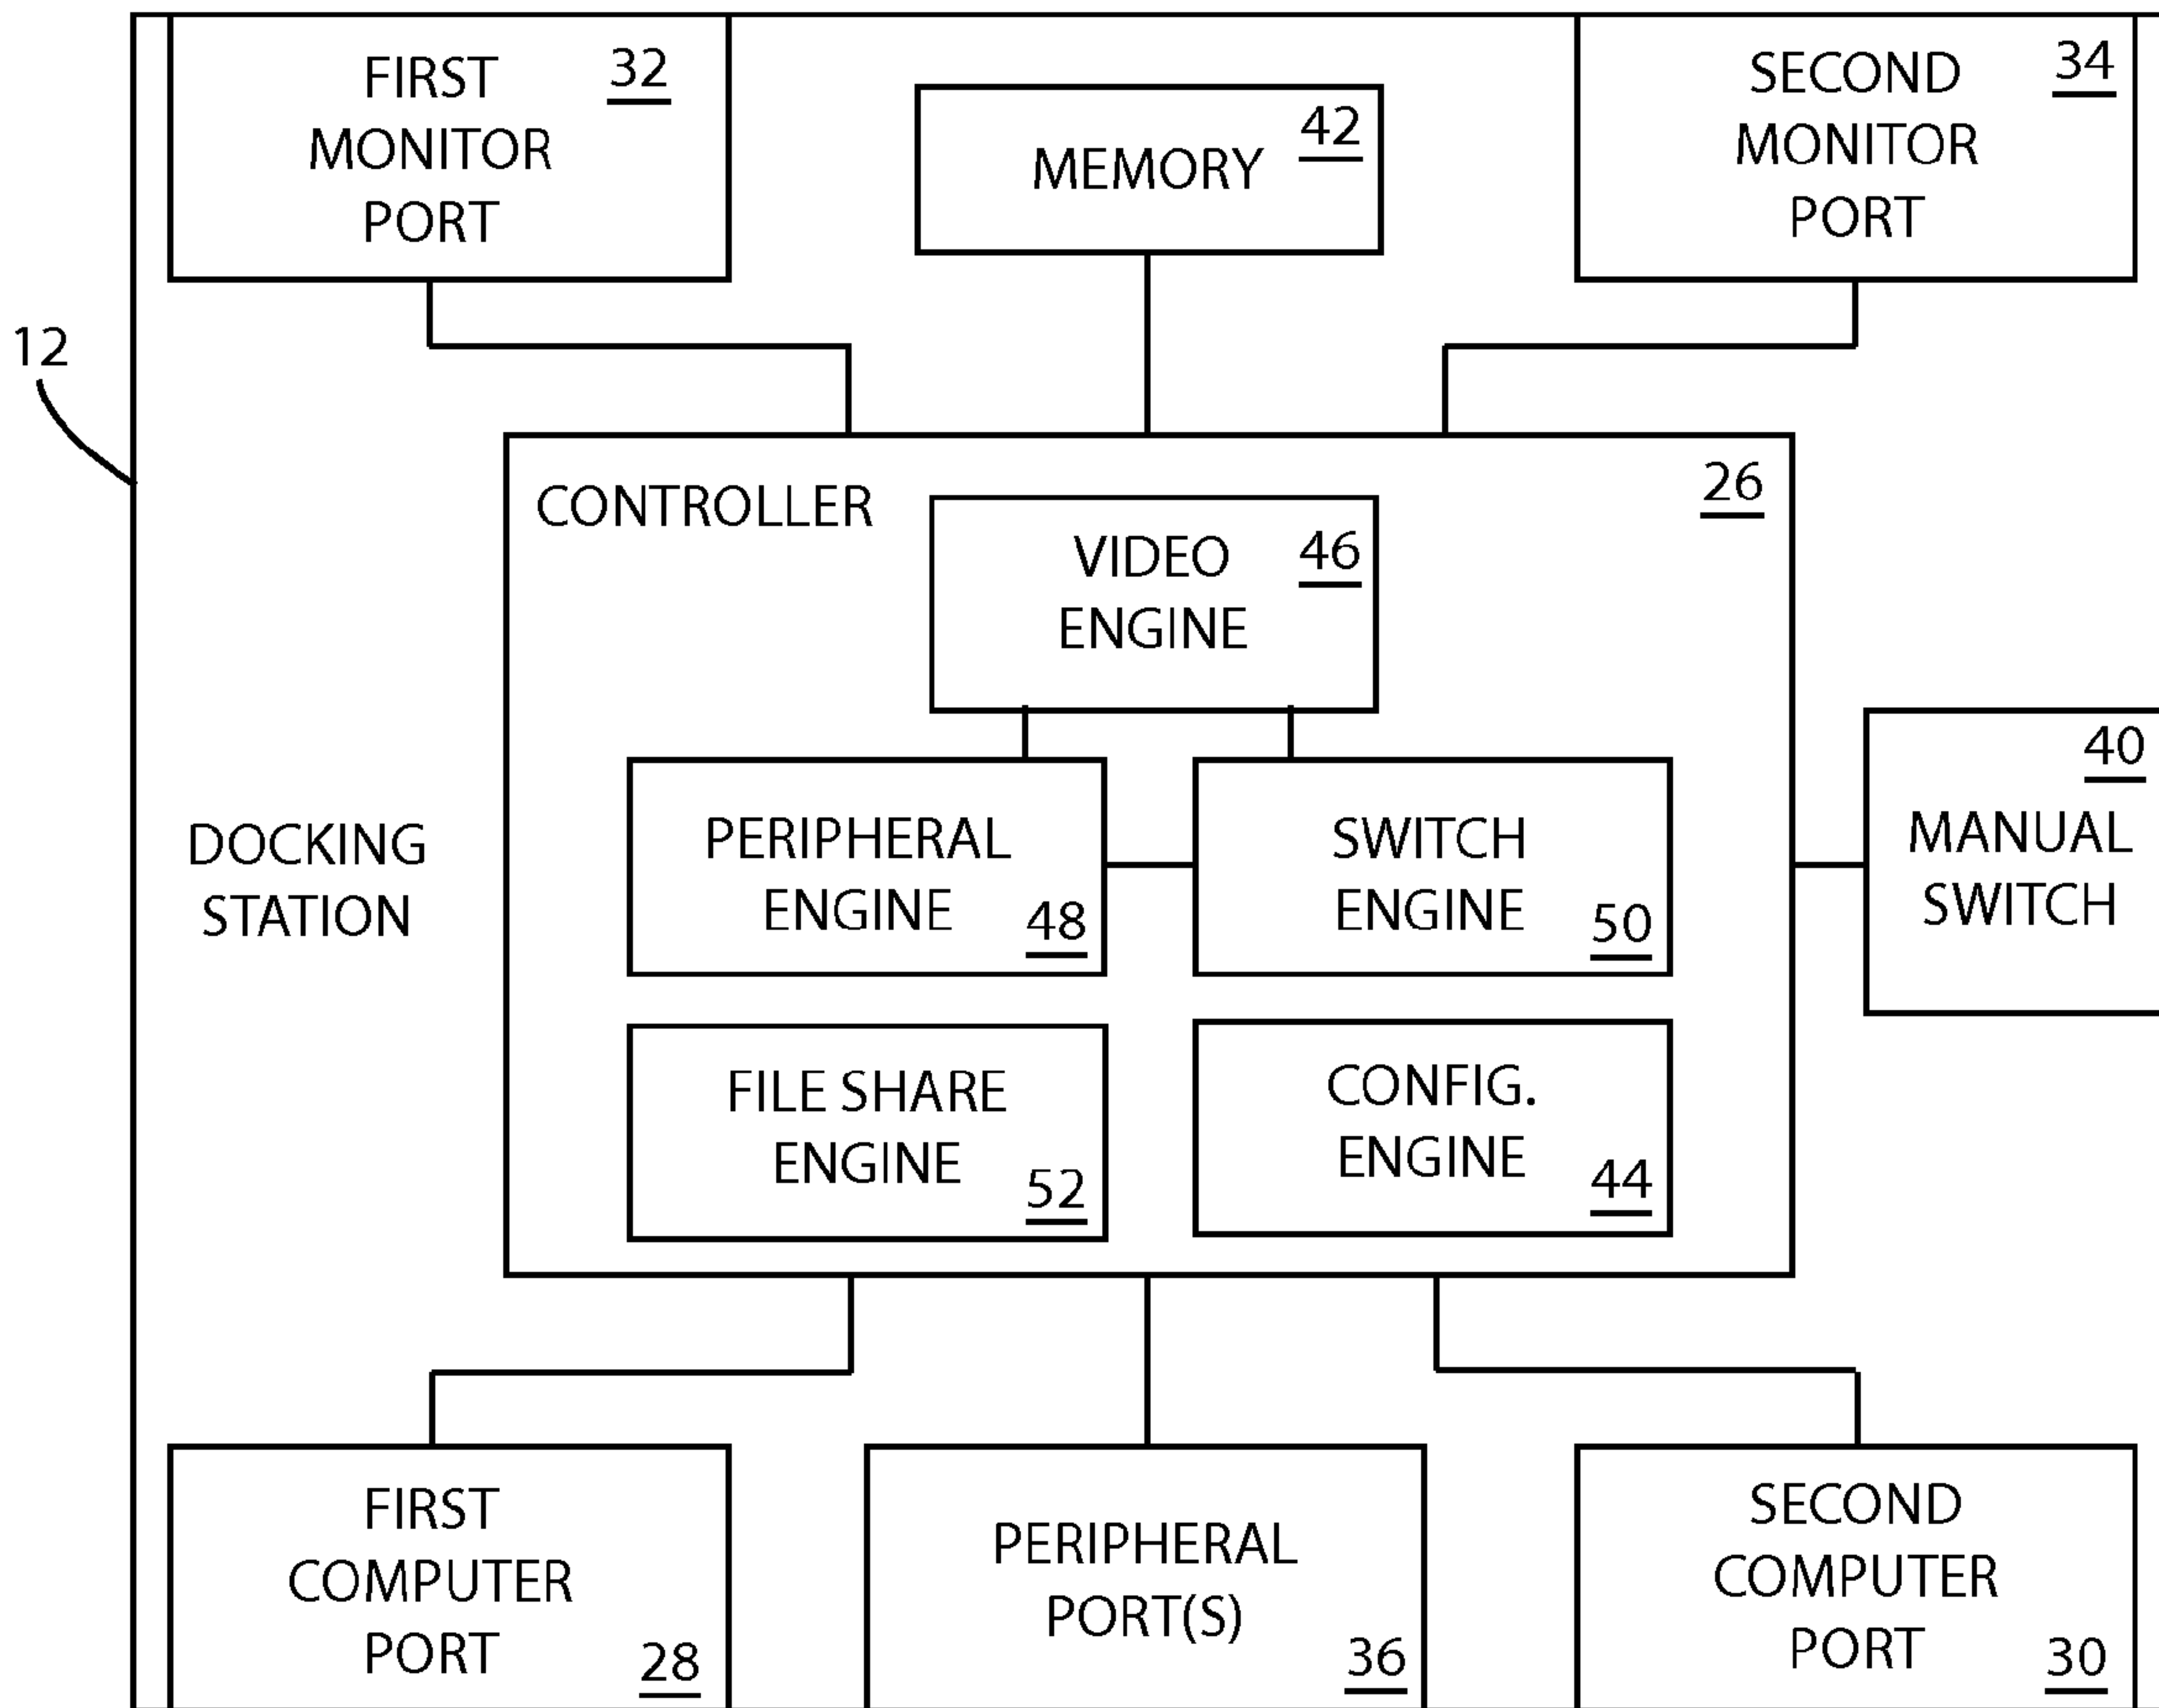 FIRST
MONITOR
PORT
32
MEMORY
42
SECOND
MONITOR
PORT
34
12
CONTROLLER
26
VIDEO
ENGINE
46
DOCKING
STATION
PERIPHERAL
ENGINE
48
SWITCH
ENGINE
50
40
MANUAL
SWITCH
FILE SHARE
ENGINE
52
CONFIG.
ENGINE
44
FIRST
COMPUTER
PORT
28
PERIPHERAL
PORT(S)
36
SECOND
COMPUTER
PORT
30